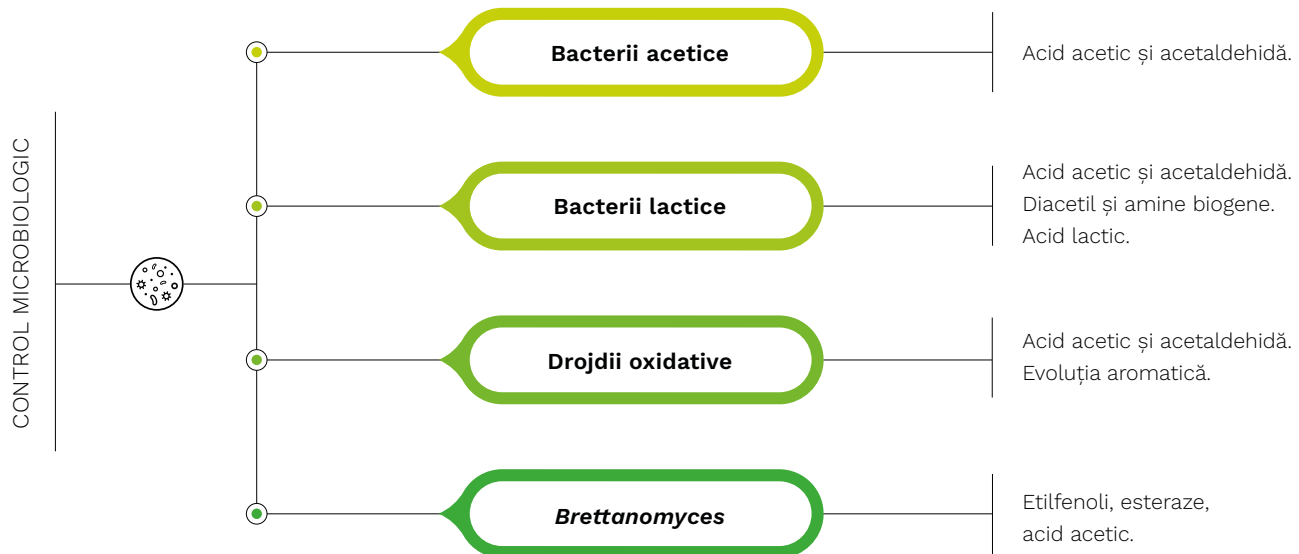 CONTROL MICROBIOLOGIC
Bacterii acetice
Acid acetic și acetaldehidă.
Bacterii lactice
Acid acetic și acetaldehidă.
Diacetil și amine biogene.
Acid lactic.
Drojdii oxidative
Acid acetic și acetaldehidă.
Evoluția aromatică.
Brettanomyces
Etilfenoli, esteraze,
acid acetic.